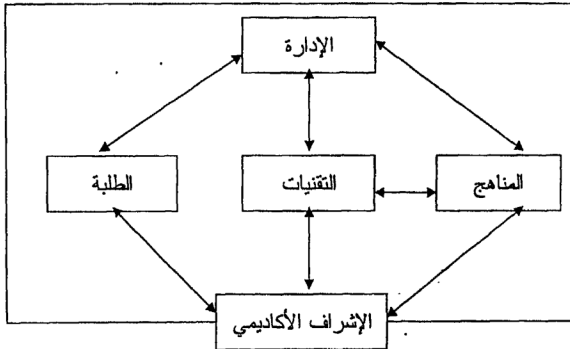 الإدارة
المناهج
التقنيات
الطلبة
الإشراف الأكاديمي